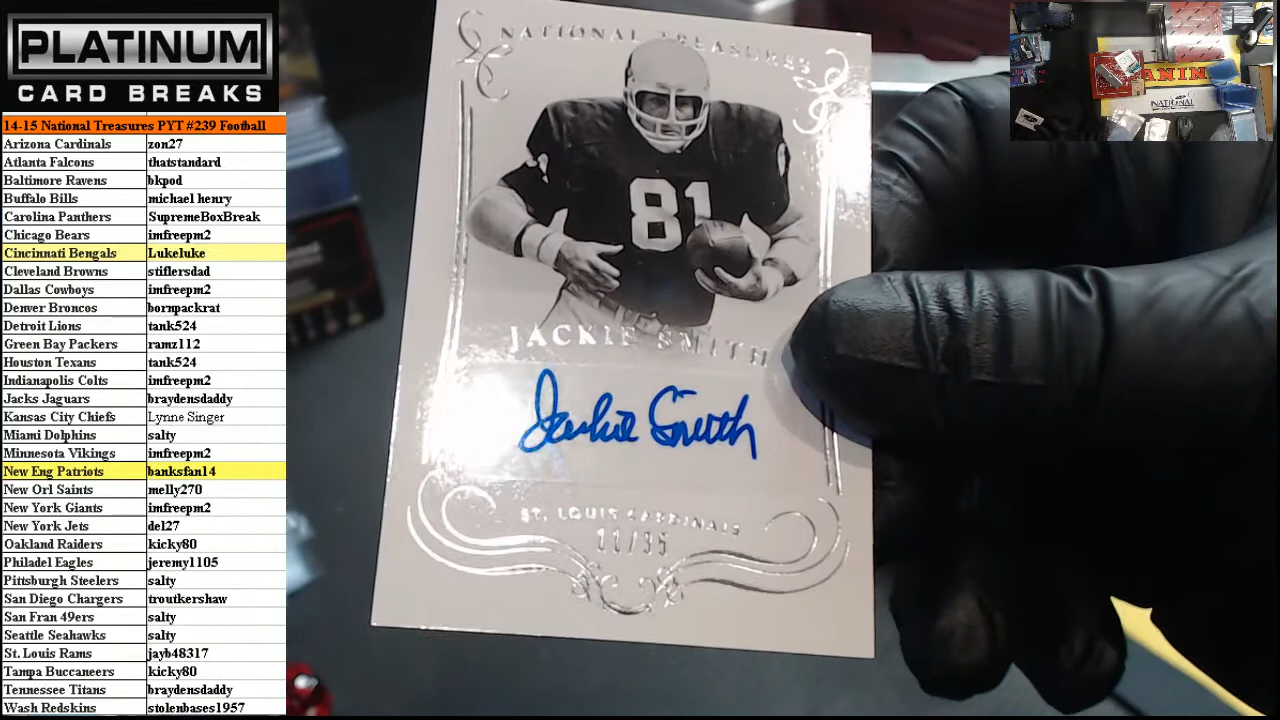 PLATINUM
CARD BREAKS
14-15 National Treasures PYT #239 Football
Arizona Cardinals zon27
Atlanta Falcons thatstandard
Baltimore Ravens bkpod
Buffalo Bills michael henry
Carolina Panthers SupremeBoxBreak
Chicago Bears imfreepm2
Cincinnati Bengals Lukeluke
Cleveland Browns stiflersdad
Dallas Cowboys imfreepm2
Denver Broncos bornpackrat
Detroit Lions tank524
Green Bay Packers ramz112
Houston Texans tank524
Indianapolis Colts imfreepm2
Jacks Jaguars braydensdaddy
Kansas City Chiefs Lynne Singer
Miami Dolphins salty
Minnesota Vikings imfreepm2
New Eng Patriots banksfan14
New Orl Saints melly270
New York Giants imfreepm2
New York Jets del27
Oakland Raiders kicky80
Philadel Eagles jeremy1105
Pittsburgh Steelers salty
San Diego Chargers troutkershaw
San Fran 49ers salty
Seattle Seahawks salty
St. Louis Rams jayb48317
Tampa Buccaneers kicky80
Tennessee Titans braydensdaddy
Wash Redskins stolenbases1957
NATIONAL TREASURES
81
JACKIE SMITH
Jackie Smith
ST. LOUIS CARDINALS
11/35
PANINI
NATIONAL